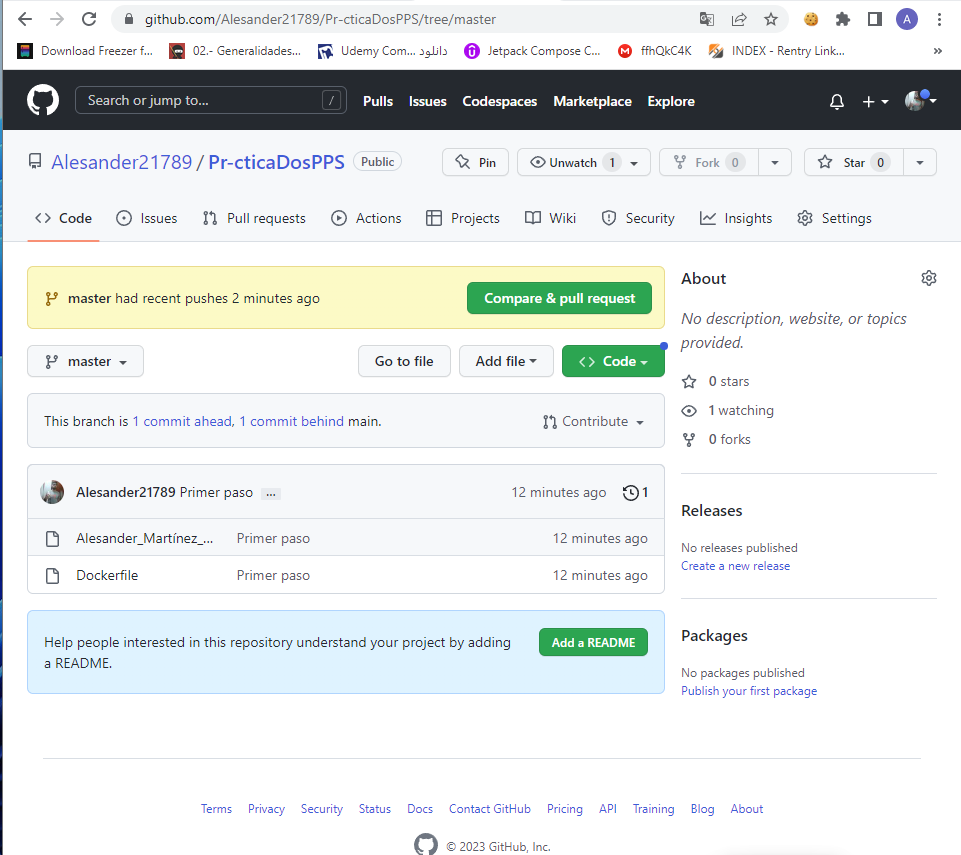 github.com/Alesander21789/Pr-cticaDosPPS/tree/master
A
Download Freezer f...
02.- Generalidades...
Udemy Com... دانلود
Jetpack Compose C...
ffhQkC4K
INDEX - Rentry Link...
»
Search or jump to...
/
Pulls
Issues
Codespaces
Marketplace
Explore
Alesander21789 / Pr-cticaDosPPS
Public
Pin
Unwatch 1
Fork 0
Star 0
Code
Issues
Pull requests
Actions
Projects
Wiki
Security
Insights
Settings
master had recent pushes 2 minutes ago
Compare & pull request
master
Go to file
Add file
Code
This branch is 1 commit ahead, 1 commit behind main.
Contribute
Alesander21789 Primer paso ...
12 minutes ago
1
Alesander_Martínez_...
Primer paso
12 minutes ago
Dockerfile
Primer paso
12 minutes ago
Help people interested in this repository understand your project by adding
a README.
Add a README
About
No description, website, or topics
provided.
0 stars
1 watching
0 forks
Releases
No releases published
Create a new release
Packages
No packages published
Publish your first package
Terms
Privacy
Security
Status
Docs
Contact GitHub
Pricing
API
Training
Blog
About
© 2023 GitHub, Inc.